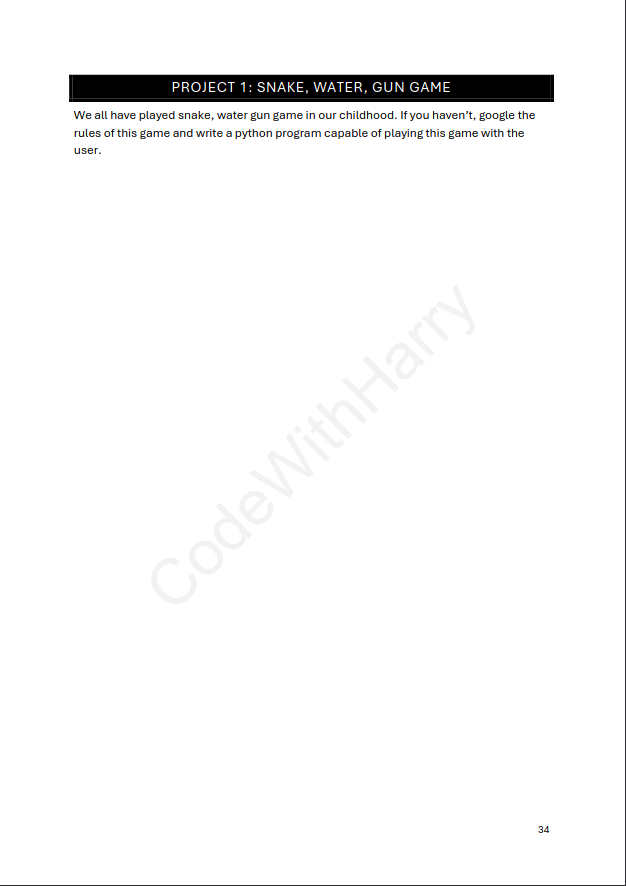 PROJECT 1: SNAKE, WATER, GUN GAME
We all have played snake, water gun game in our childhood. If you haven’t, google the
rules of this game and write a python program capable of playing this game with the
user.
CodeWithHarry
34